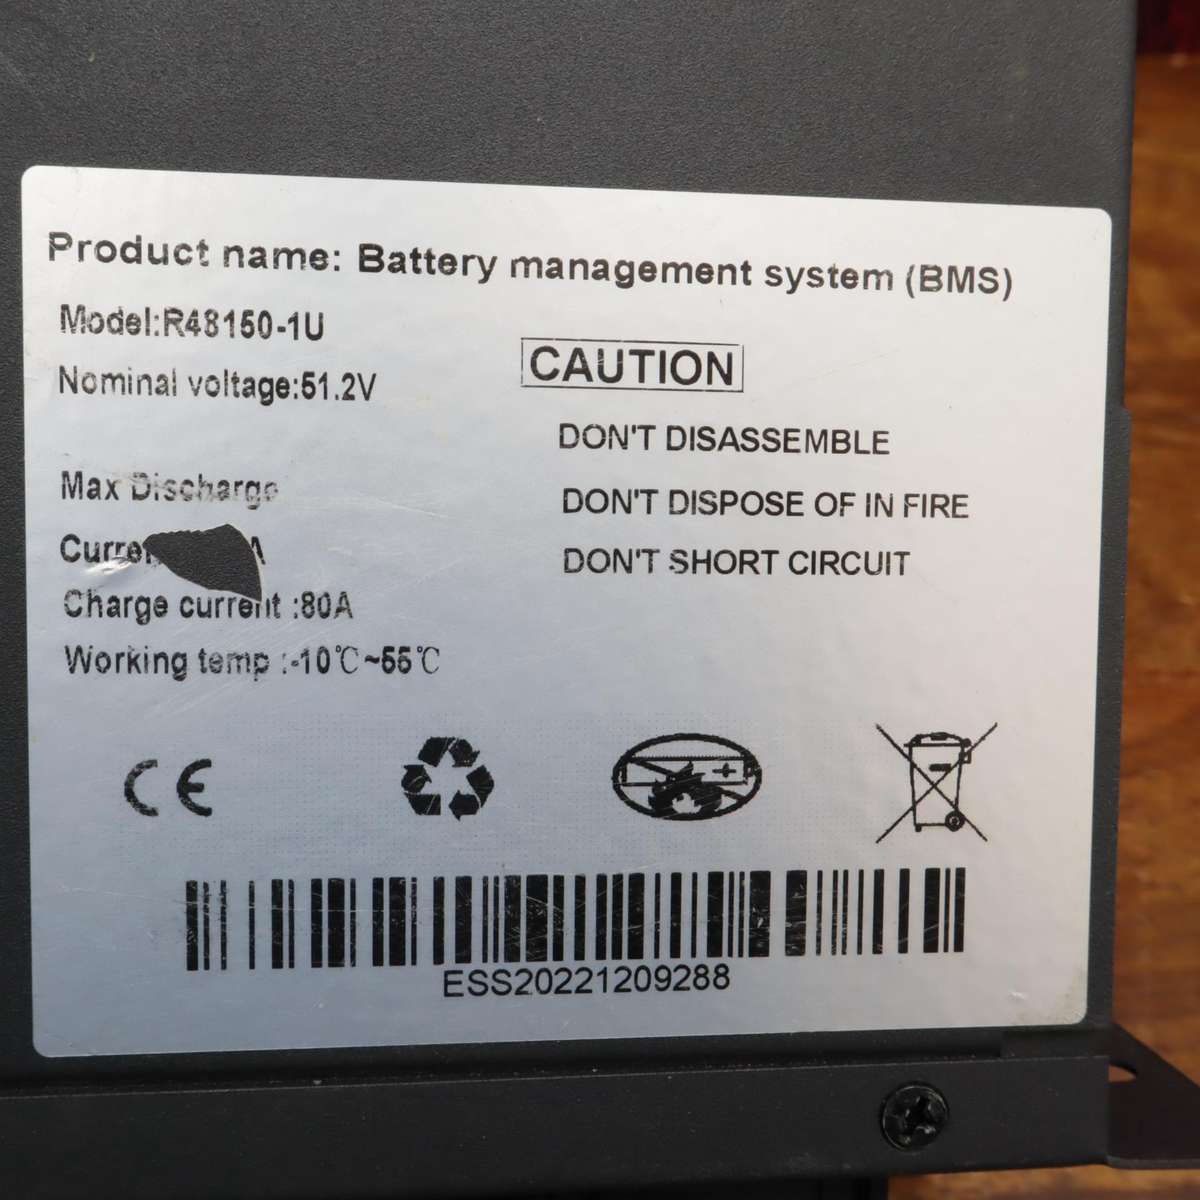 Product name: Battery management system (BMS)
Model:R48150-1U
Nominal voltage:51.2V
Max Discharge
A
Charge current :80A
Working temp :-10℃~55℃
CAUTION
DON'T DISASSEMBLE
DON'T DISPOSE OF IN FIRE
DON'T SHORT CIRCUIT
CE
ESS20221209288